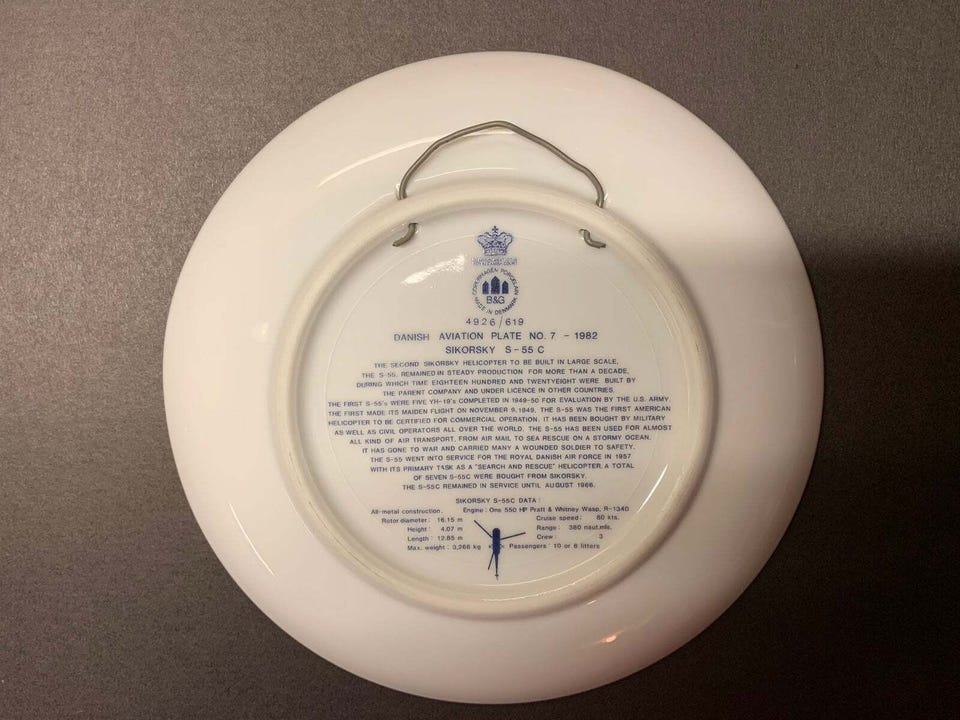 COPENHAGEN PORCELAIN
B&G
MADE IN DENMARK
4926/619
DANISH AVIATION PLATE NO. 7 - 1982
SIKORSKY S-55 C
THE SECOND SIKORSKY HELICOPTER TO BE BUILT IN LARGE SCALE,
THE S-55, REMAINED IN STEADY PRODUCTION FOR MORE THAN A DECADE,
DURING WHICH TIME EIGHTEEN HUNDRED AND TWENTYEIGHT WERE BUILT BY
THE PARENT COMPANY AND UNDER LICENCE IN OTHER COUNTRIES.
THE FIRST S-55's WERE FIVE YH-19's COMPLETED IN 1949-50 FOR EVALUATION BY THE U.S. ARMY.
THE FIRST MADE ITS MAIDEN FLIGHT ON NOVEMBER 9, 1949. THE S-55 WAS THE FIRST AMERICAN
HELICOPTER TO BE CERTIFIED FOR COMMERCIAL OPERATION. IT HAS BEEN BOUGHT BY MILITARY
AS WELL AS CIVIL OPERATORS ALL OVER THE WORLD. THE S-55 HAS BEEN USED FOR ALMOST
ALL KIND OF AIR TRANSPORT, FROM AIR MAIL TO SEA RESCUE ON A STORMY OCEAN.
IT HAS GONE TO WAR AND CARRIED MANY A WOUNDED SOLDIER TO SAFETY.
THE S-55 WENT INTO SERVICE FOR THE ROYAL DANISH AIR FORCE IN 1957
WITH ITS PRIMARY TASK AS A "SEARCH AND RESCUE" HELICOPTER. A TOTAL
OF SEVEN S-55C WERE BOUGHT FROM SIKORSKY.
THE S-55C REMAINED IN SERVICE UNTIL AUGUST 1966.
SIKORSKY S-55C DATA:
All-metal construction. Engine: One 550 HP Pratt & Whitney Wasp, R-1340
Rotor diameter: 16.15 m Cruise speed: 80 kts.
Height: 4.07 m Range: 380 naut.mls.
Length: 12.85 m Crew: 3
Max. weight: 3,266 kg Passengers: 10 or 6 litters